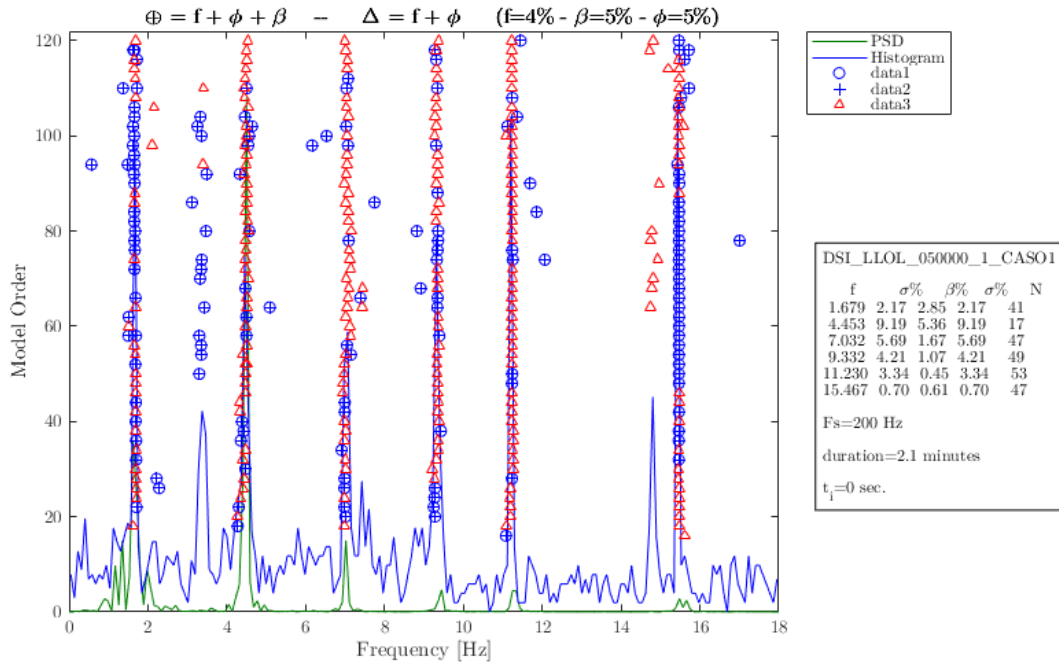 ⊕ = f + ϕ + β -- Δ = f + ϕ (f=4% - β=5% - ϕ=5%)
120
100
80
60
40
20
0
Model Order
0 2 4 6 8 10 12 14 16 18
Frequency [Hz]
PSD
Histogram
data1
data2
data3
DSI_LLOL_050000_1_CASO1
f σ% β% σ% N
1.679 2.17 2.85 2.17 41
4.453 9.19 5.36 9.19 17
7.032 5.69 1.67 5.69 47
9.332 4.21 1.07 4.21 49
11.230 3.34 0.45 3.34 53
15.467 0.70 0.61 0.70 47
Fs=200 Hz
duration=2.1 minutes
t_i=0 sec.